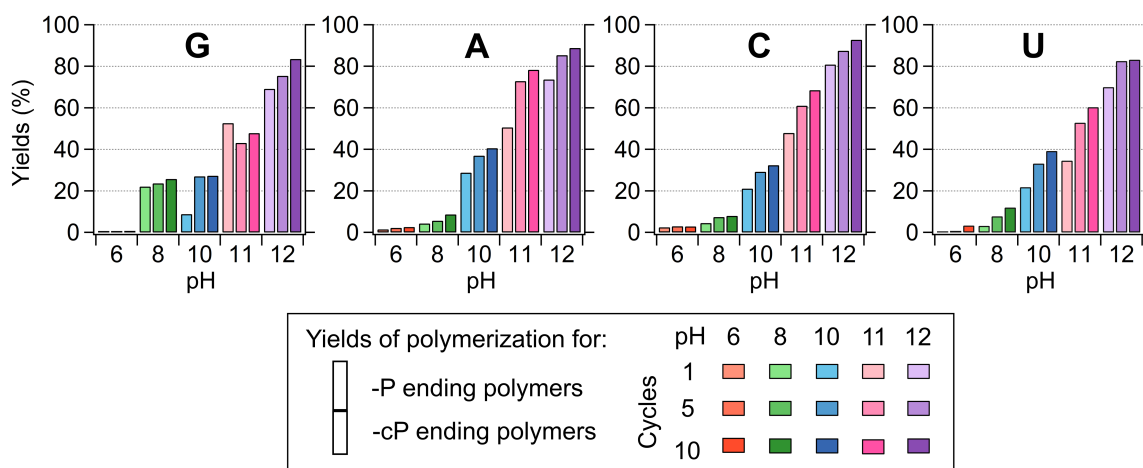 100 100 100 100
G A C U
80 80 80 80
60 60 60 60
Yields (%)
40 40 40 40
20 20 20 20
0 0 0 0
6 8 10 11 12 6 8 10 11 12 6 8 10 11 12 6 8 10 11 12
pH pH pH pH
Yields of polymerization for:
-P ending polymers
-cP ending polymers
pH 6 8 10 11 12
Cycles
1
5
10